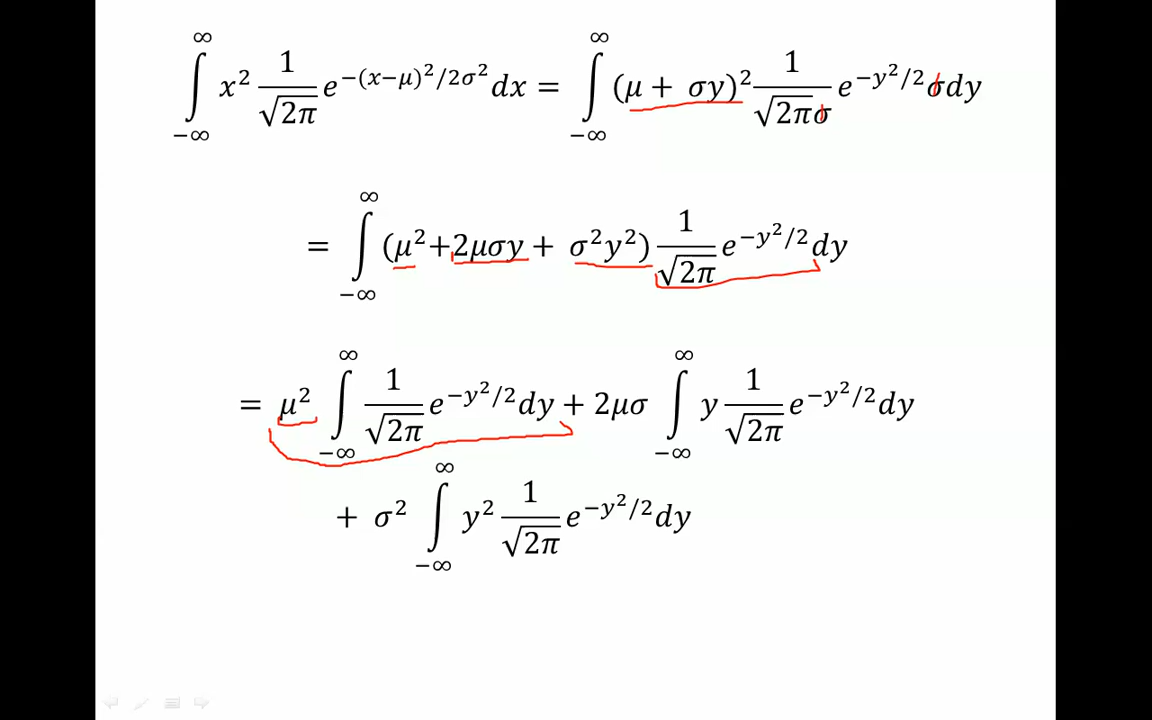 ∫_{−∞}^{∞} x² 1/√2π e^{−(x−μ)²/2σ²} dx = ∫_{−∞}^{∞} (μ + σy)² 1/√2πσ e^{−y²/2} σdy
= ∫_{−∞}^{∞} (μ²+2μσy + σ²y²) 1/√2π e^{−y²/2} dy
= μ² ∫_{−∞}^{∞} 1/√2π e^{−y²/2} dy + 2μσ ∫_{−∞}^{∞} y 1/√2π e^{−y²/2} dy
+ σ² ∫_{−∞}^{∞} y² 1/√2π e^{−y²/2} dy